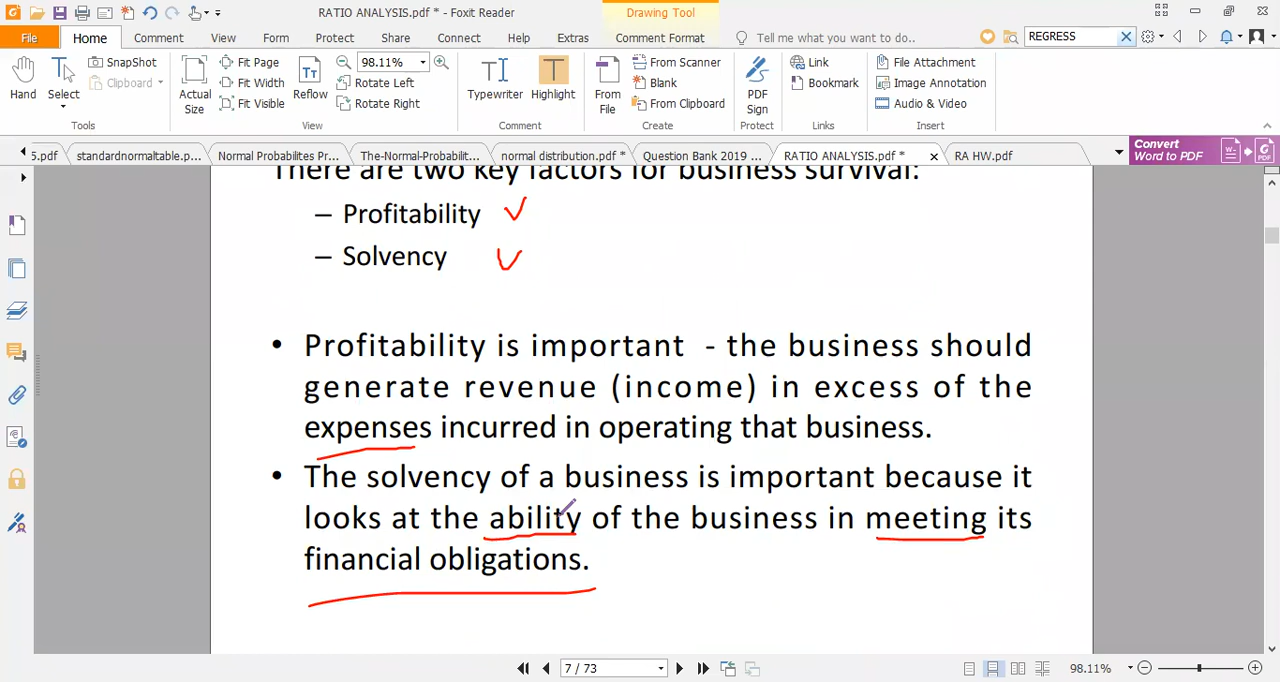 RATIO ANALYSIS.pdf * - Foxit Reader
Drawing Tool
File Home Comment View Form Protect Share Connect Help Extras Comment Format Tell me what you want to do.. REGRESS
Hand
Select
SnapShot
Clipboard
Actual Size
Fit Page
Fit Width
Fit Visible
Reflow
98.11%
Rotate Left
Rotate Right
Typewriter
Highlight
From File
From Scanner
Blank
From Clipboard
PDF Sign
Link
Bookmark
File Attachment
Image Annotation
Audio & Video
Tools View Comment Create Protect Links Insert
5.pdf standardnormaltable.p... Normal Probabilites Pr... The-Normal-Probabilit... normal distribution.pdf * Question Bank 2019 ... RATIO ANALYSIS.pdf * RA HW.pdf
Convert
Word to PDF
There are two key factors for business survival:
– Profitability
– Solvency
• Profitability is important - the business should
generate revenue (income) in excess of the
expenses incurred in operating that business.
• The solvency of a business is important because it
looks at the ability of the business in meeting its
financial obligations.
7 / 73
98.11%